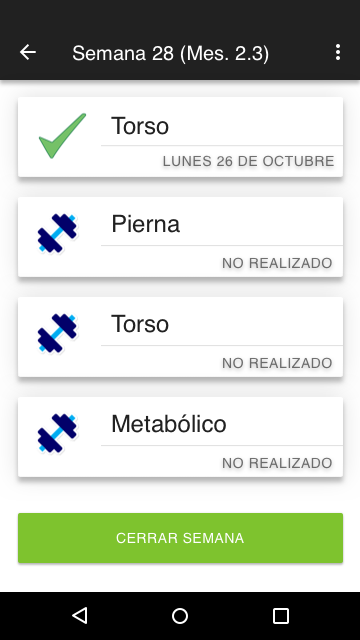 Semana 28 (Mes. 2.3)
Torso
LUNES 26 DE OCTUBRE
Pierna
NO REALIZADO
Torso
NO REALIZADO
Metabólico
NO REALIZADO
CERRAR SEMANA